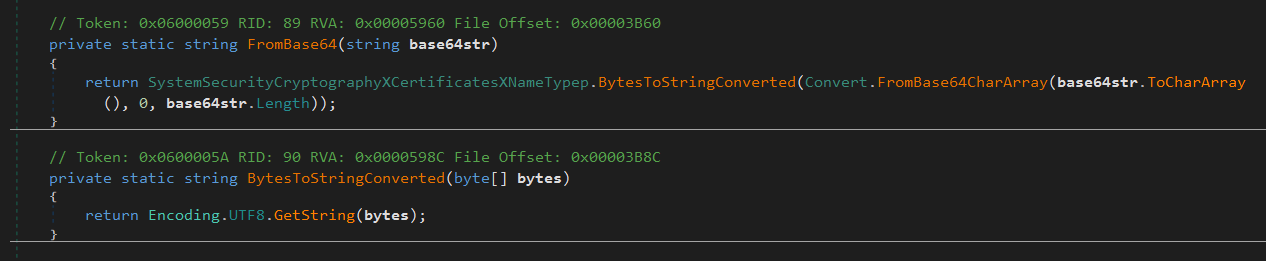 // Token: 0x06000059 RID: 89 RVA: 0x00005960 File Offset: 0x00003B60
private static string FromBase64(string base64str)
{
return SystemSecurityCryptographyXCertificatesXNameTypep.BytesToStringConverted(Convert.FromBase64CharArray(base64str.ToCharArray
(), 0, base64str.Length));
}
// Token: 0x0600005A RID: 90 RVA: 0x0000598C File Offset: 0x00003B8C
private static string BytesToStringConverted(byte[] bytes)
{
return Encoding.UTF8.GetString(bytes);
}